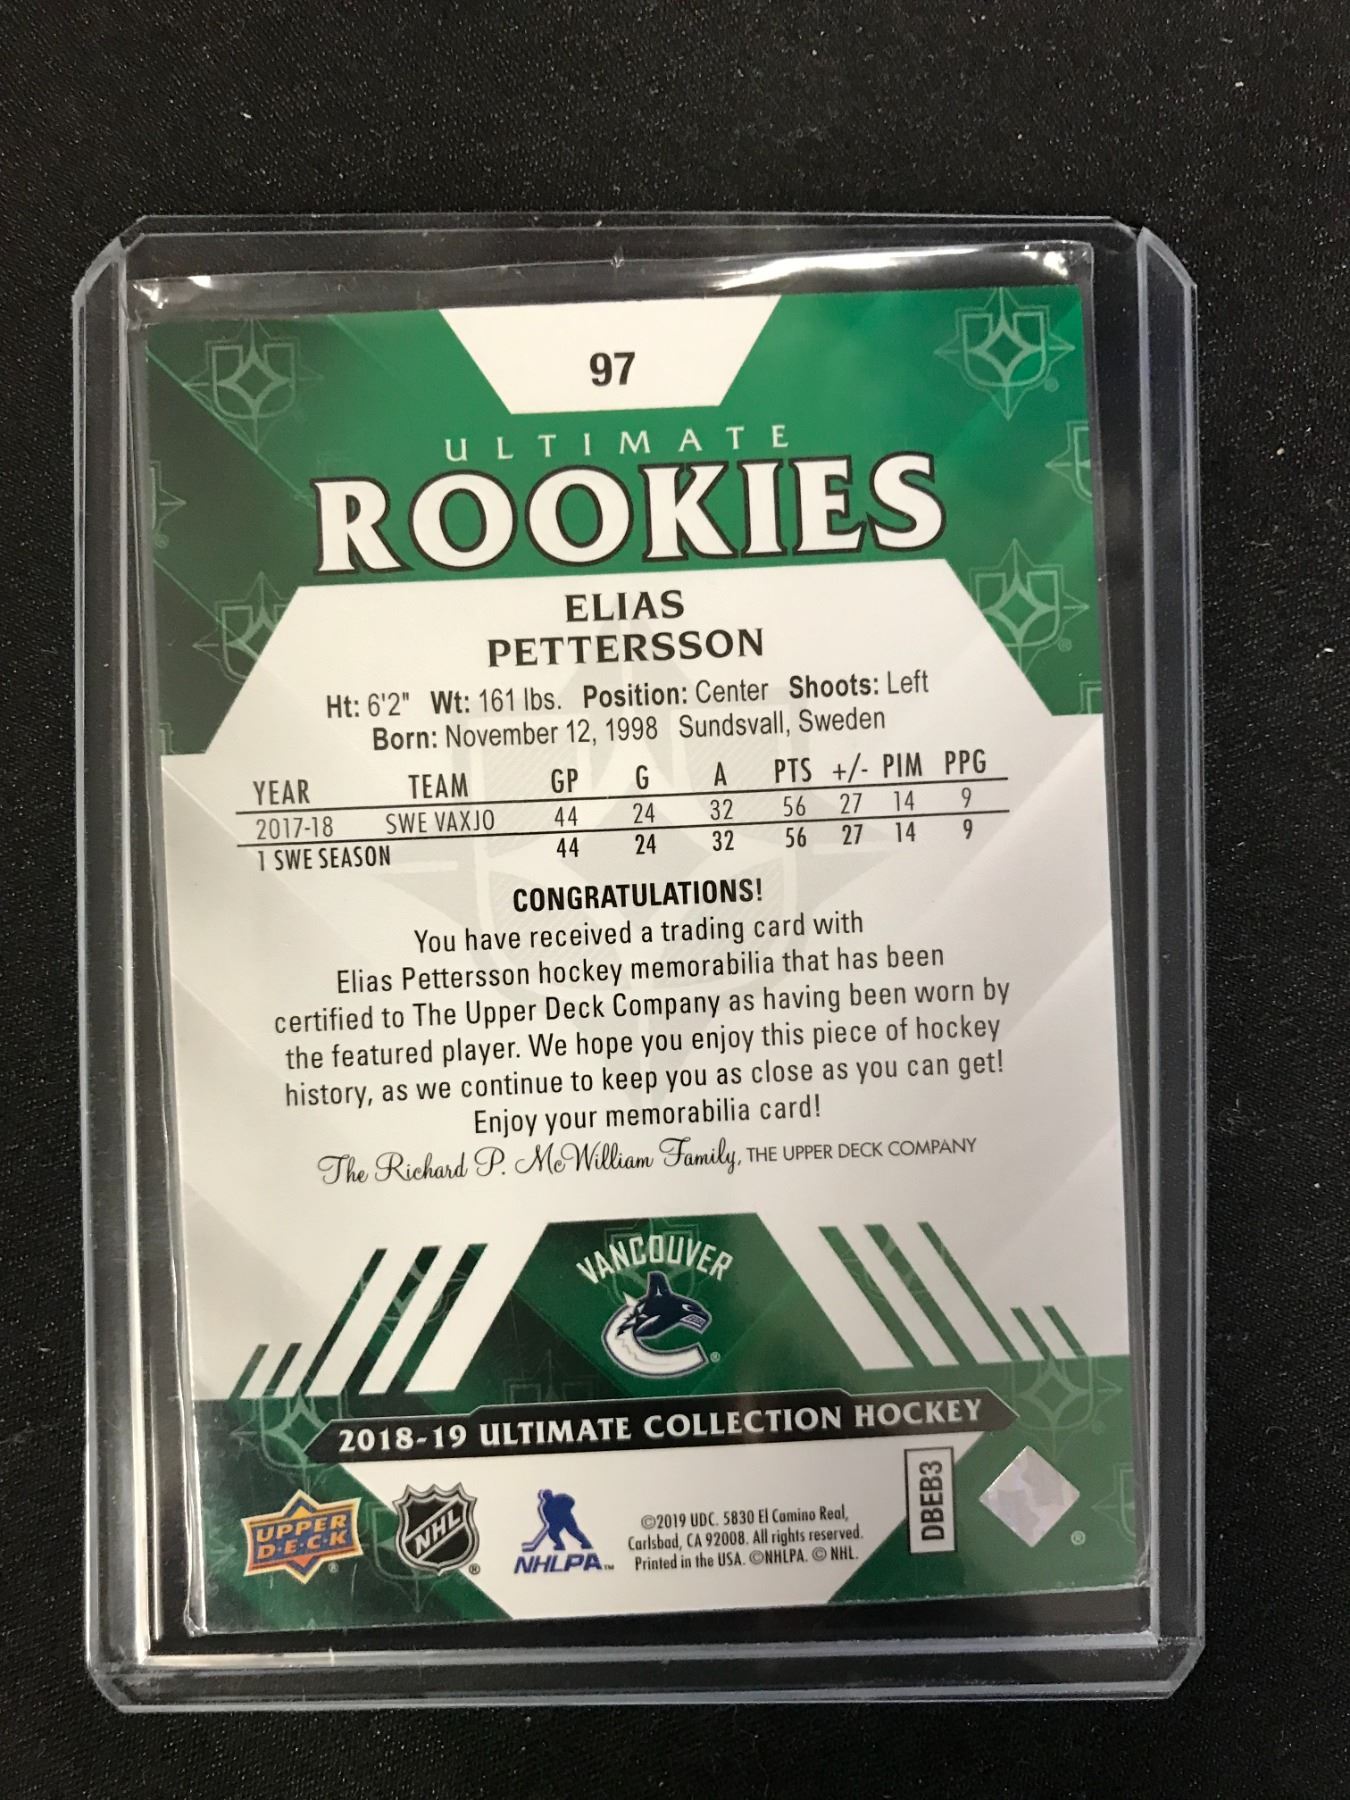 97
ULTIMATE
ROOKIES
ELIAS
PETTERSSON
Ht: 6'2" Wt: 161 lbs. Position: Center Shoots: Left
Born: November 12, 1998 Sundsvall, Sweden
YEAR TEAM GP G A PTS +/- PIM PPG
2017-18 SWE VAXJO 44 24 32 56 27 14 9
1 SWE SEASON 44 24 32 56 27 14 9
CONGRATULATIONS!
You have received a trading card with
Elias Pettersson hockey memorabilia that has been
certified to The Upper Deck Company as having been worn by
the featured player. We hope you enjoy this piece of hockey
history, as we continue to keep you as close as you can get!
Enjoy your memorabilia card!
The Richard P. McWilliam Family, THE UPPER DECK COMPANY
VANCOUVER
®
2018-19 ULTIMATE COLLECTION HOCKEY
UPPER
D·E·C·K
®
NHL
®
NHLPA™
©2019 UDC. 5830 El Camino Real,
Carlsbad, CA 92008. All rights reserved.
Printed in the USA. ©NHLPA. © NHL.
DBEB3
®